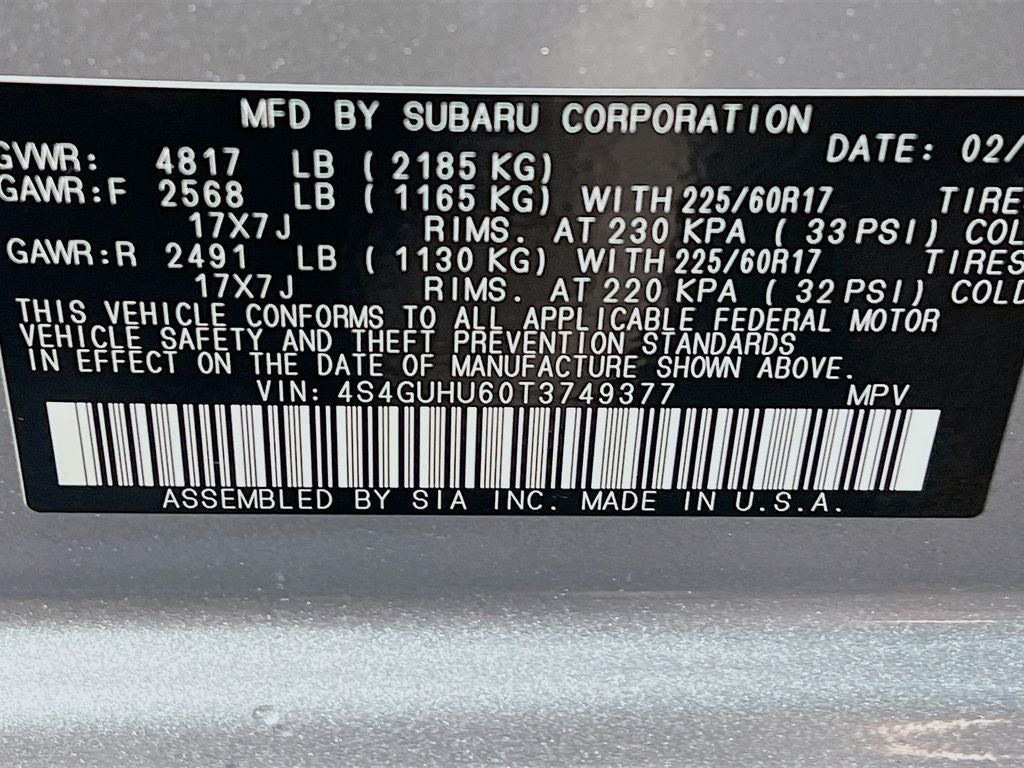 MFD BY SUBARU CORPORATION
GVWR: 4817 LB ( 2185 KG) DATE: 02/
GAWR:F 2568 LB ( 1165 KG) WITH 225/60R17 TIRE
17X7J RIMS. AT 230 KPA ( 33 PSI) COL
GAWR:R 2491 LB ( 1130 KG) WITH 225/60R17 TIRES
17X7J RIMS. AT 220 KPA ( 32 PSI) COLD
THIS VEHICLE CONFORMS TO ALL APPLICABLE FEDERAL MOTOR
VEHICLE SAFETY AND THEFT PREVENTION STANDARDS
IN EFFECT ON THE DATE OF MANUFACTURE SHOWN ABOVE.
VIN: 4S4GUHU60T3749377 MPV
ASSEMBLED BY SIA INC. MADE IN U.S.A.